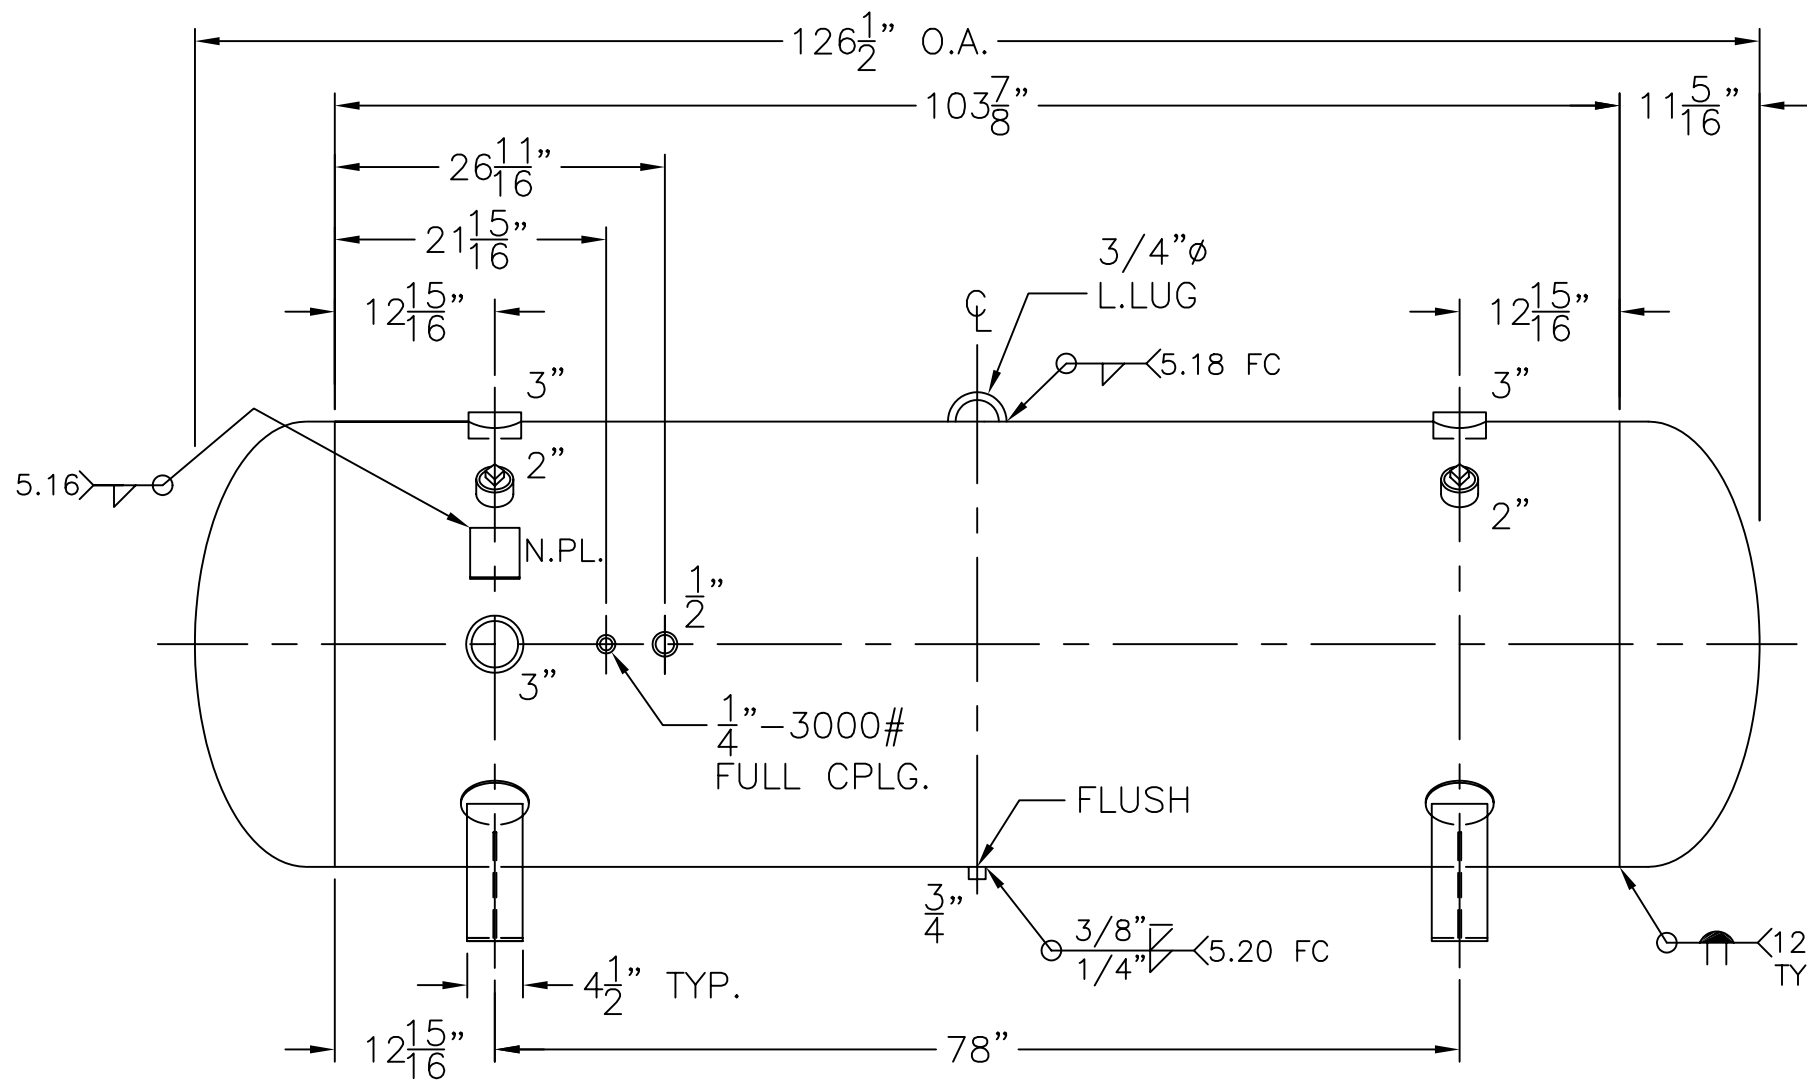 126 1/2" O.A.
103 7/8"
11 5/16"
26 11/16"
21 15/16"
3/4"ø
L.LUG
12 15/16"
℄
12 15/16"
5.18 FC
3"
3"
2"
5.16
2"
N.PL.
1/2"
3"
1/4"-3000#
FULL CPLG.
FLUSH
3/4"
3/8"
1/4"
5.20 FC
12
TY
4 1/2" TYP.
12 15/16"
78"